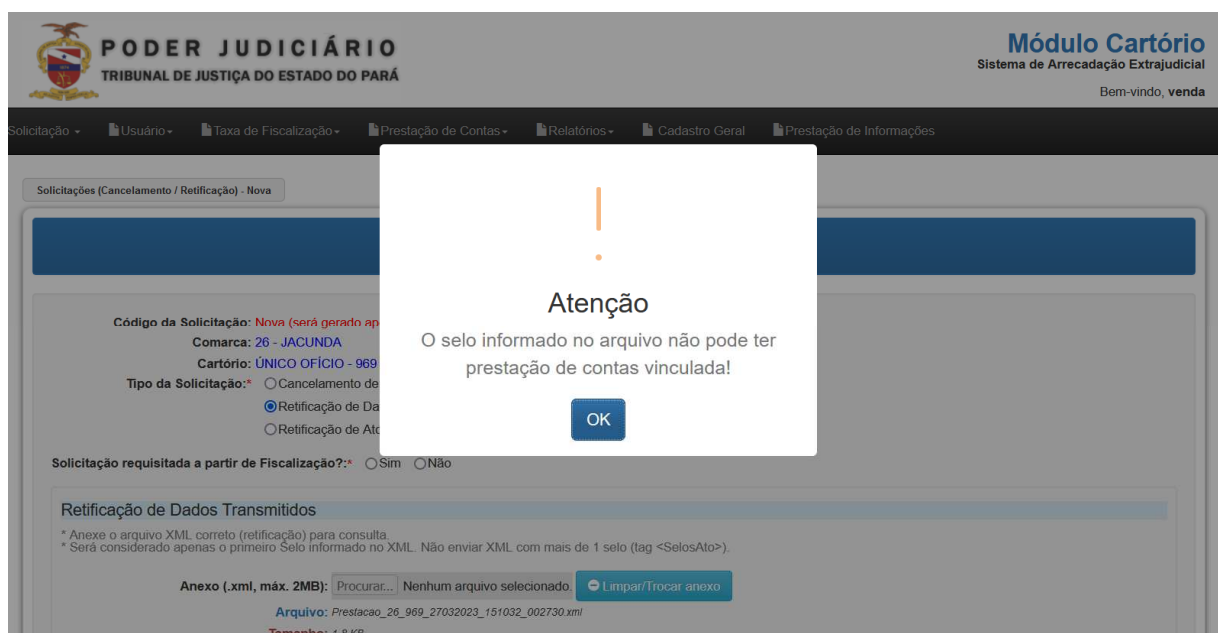 PODER JUDICIÁRIO
TRIBUNAL DE JUSTIÇA DO ESTADO DO PARÁ
Módulo Cartório
Sistema de Arrecadação Extrajudicial
Bem-vindo, venda
Solicitação Usuário Taxa de Fiscalização Prestação de Contas Relatórios Cadastro Geral Prestação de Informações
Solicitações (Cancelamento / Retificação) - Nova
Atenção
O selo informado no arquivo não pode ter
prestação de contas vinculada!
OK
Código da Solicitação: Nova (será gerado ap
Comarca: 26 - JACUNDA
Cartório: ÚNICO OFÍCIO - 969
Tipo da Solicitação:* Cancelamento de
Retificação de Da
Retificação de Ato
Solicitação requisitada a partir de Fiscalização?:* Sim Não
Retificação de Dados Transmitidos
* Anexe o arquivo XML correto (retificação) para consulta.
* Será considerado apenas o primeiro Selo informado no XML. Não enviar XML com mais de 1 selo (tag <SelosAto>).
Anexo (.xml, máx. 2MB): Procurar... Nenhum arquivo selecionado. Limpar/Trocar anexo
Arquivo: Prestacao_26_969_27032023_151032_002730.xml
Tamanho: 1,8 KB